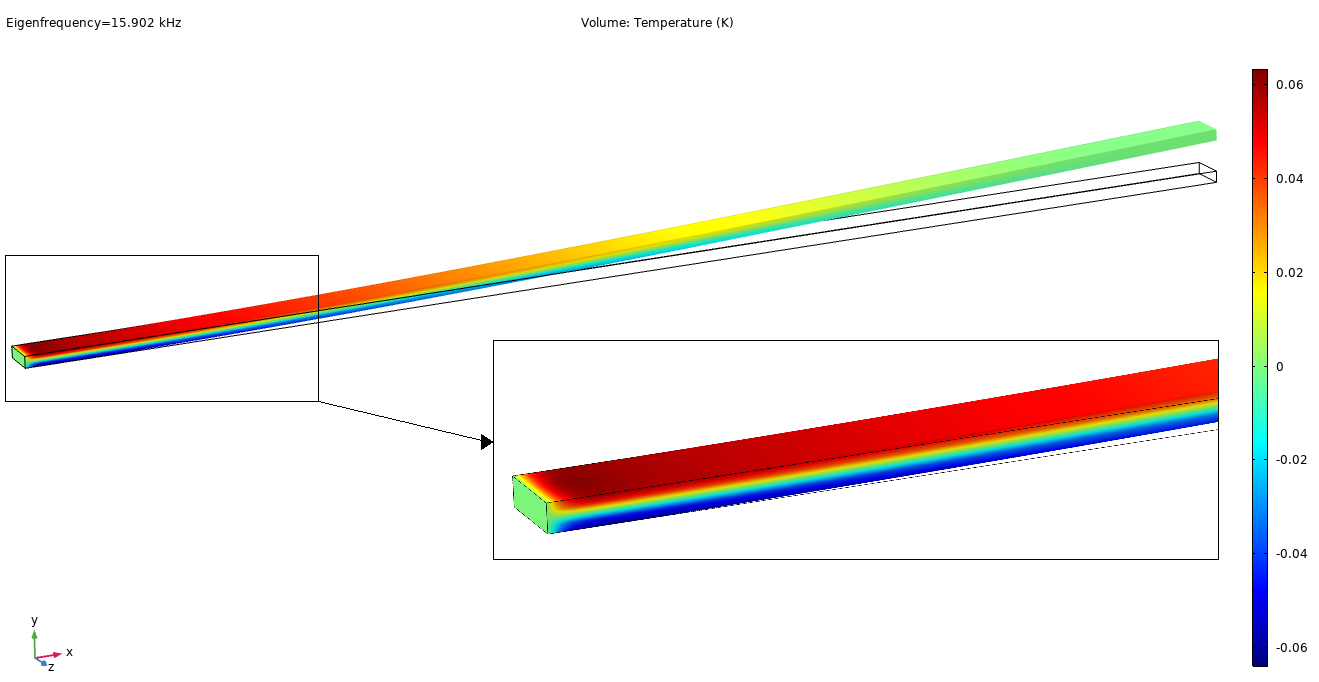 Eigenfrequency=15.902 kHz
Volume: Temperature (K)
0.06
0.04
0.02
0
-0.02
-0.04
-0.06
y
x
z